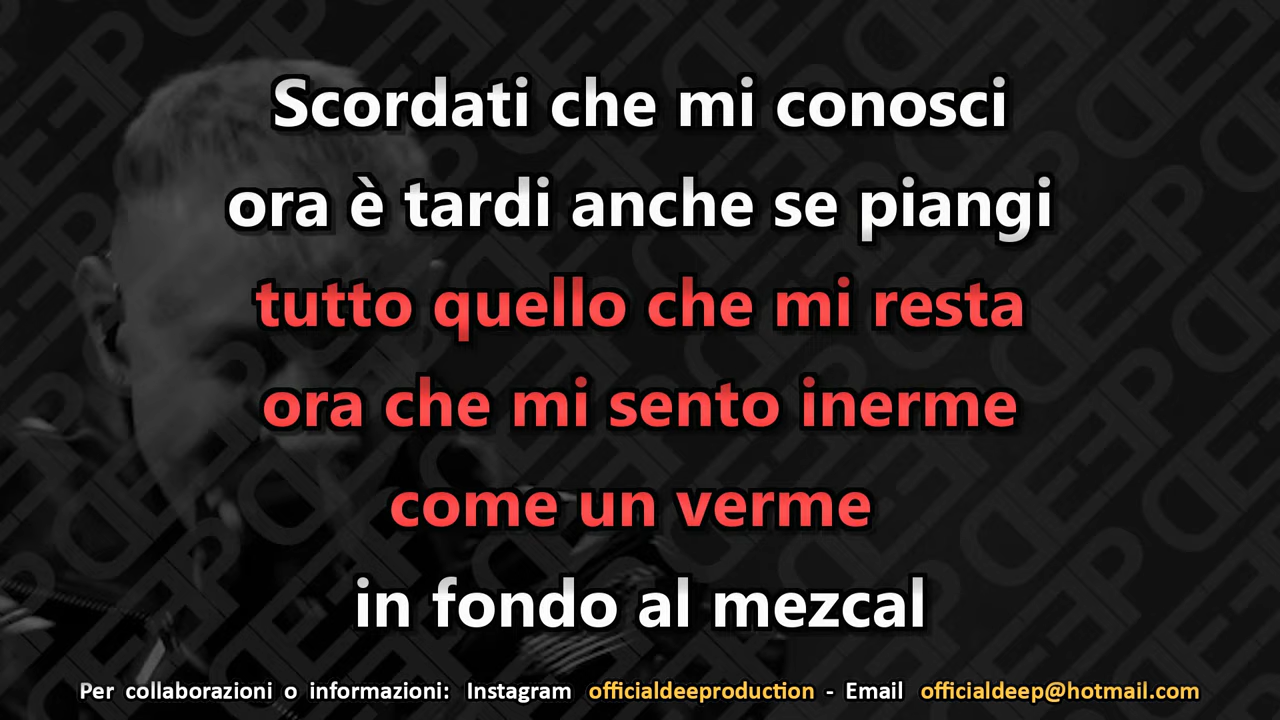 Scordati che mi conosci
ora è tardi anche se piangi
tutto quello che mi resta
ora che mi sento inerme
come un verme
in fondo al mezcal
Per collaborazioni o informazioni: Instagram officialdeeproduction - Email officialdeep@hotmail.com